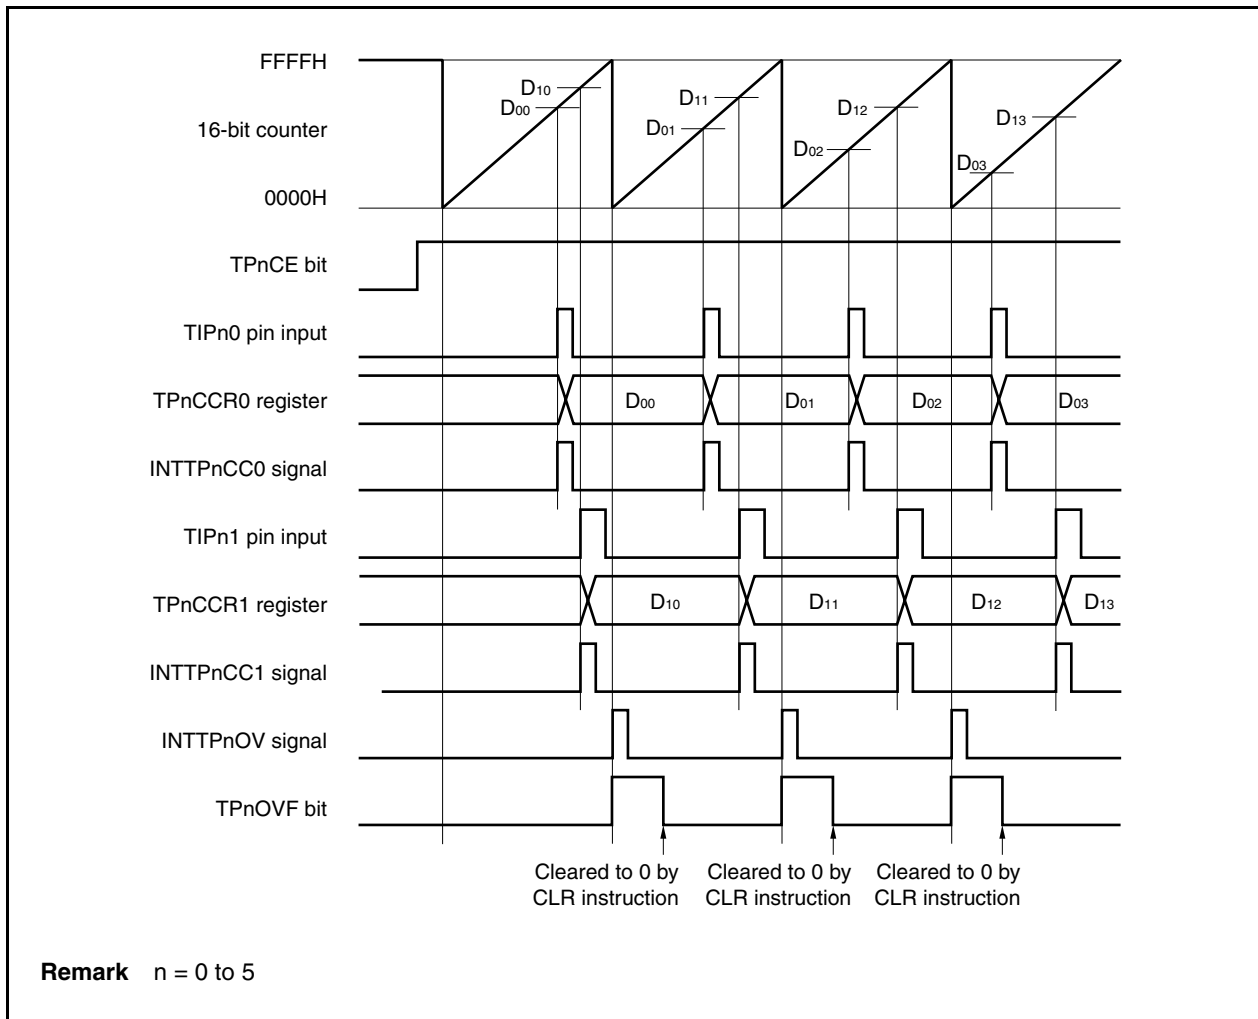 FFFFH
D10
D00
D11
D01
D12
D02
D13
D03
16-bit counter
0000H
TPnCE bit
TIPn0 pin input
TPnCCR0 register
D00
D01
D02
D03
INTTPnCC0 signal
TIPn1 pin input
TPnCCR1 register
D10
D11
D12
D13
INTTPnCC1 signal
INTTPnOV signal
TPnOVF bit
Cleared to 0 by
CLR instruction
Cleared to 0 by
CLR instruction
Cleared to 0 by
CLR instruction
Remark n = 0 to 5